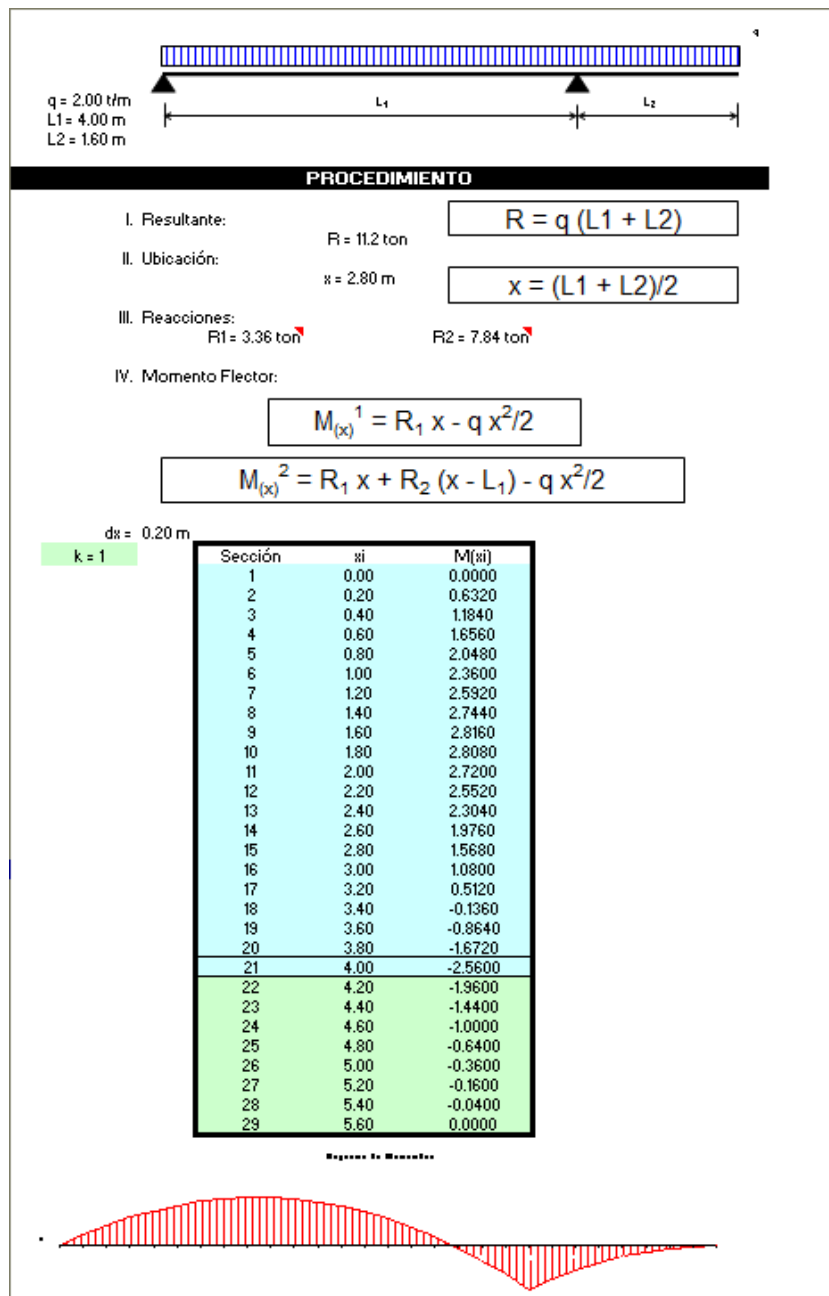 q
q = 2.00 t/m
L1 = 4.00 m
L2 = 1.60 m
L₁
L₂
PROCEDIMIENTO
I. Resultante:
R = q (L1 + L2)
R = 11.2 ton
II. Ubicación:
x = 2.80 m
x = (L1 + L2)/2
III. Reacciones:
R1 = 3.36 ton
R2 = 7.84 ton
IV. Momento Flector:
M₍ₓ₎¹ = R₁ x - q x²/2
M₍ₓ₎² = R₁ x + R₂ (x - L₁) - q x²/2
dx = 0.20 m
k = 1
Sección xi M(xi)
1 0.00 0.0000
2 0.20 0.6320
3 0.40 1.1840
4 0.60 1.6560
5 0.80 2.0480
6 1.00 2.3600
7 1.20 2.5920
8 1.40 2.7440
9 1.60 2.8160
10 1.80 2.8080
11 2.00 2.7200
12 2.20 2.5520
13 2.40 2.3040
14 2.60 1.9760
15 2.80 1.5680
16 3.00 1.0800
17 3.20 0.5120
18 3.40 -0.1360
19 3.60 -0.8640
20 3.80 -1.6720
21 4.00 -2.5600
22 4.20 -1.9600
23 4.40 -1.4400
24 4.60 -1.0000
25 4.80 -0.6400
26 5.00 -0.3600
27 5.20 -0.1600
28 5.40 -0.0400
29 5.60 0.0000